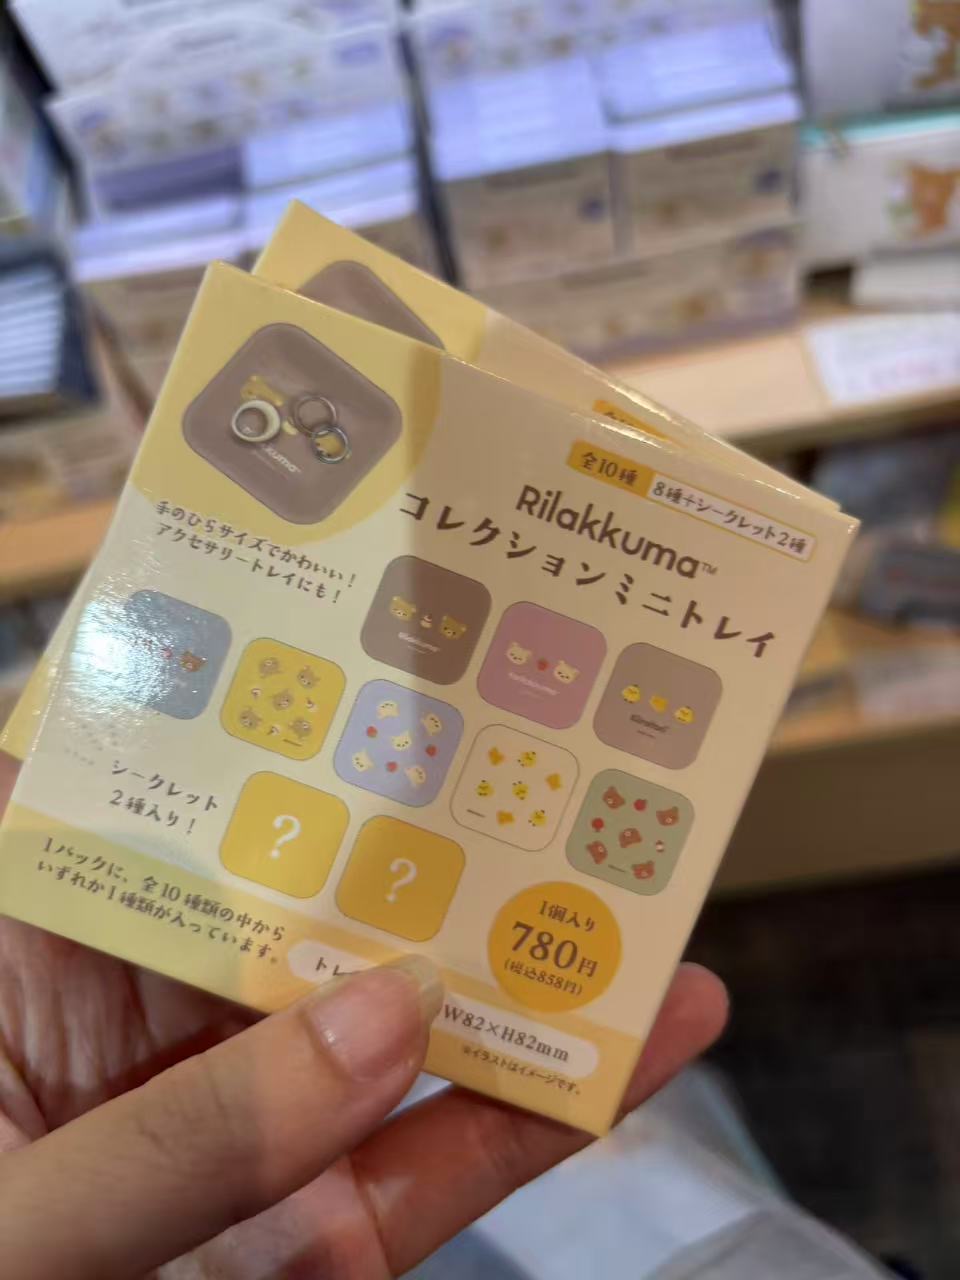 全10種 8種+シークレット2種
Rilakkuma™
コレクションミニトレイ
手のひらサイズでかわいい!
アクセサリートレイにも!
シークレット
2種入り!
1パックに、全10種類の中から
いずれか1種類が入っています。
1個入り
780円
(税込858円)
W82×H82mm
※イラストはイメージです。